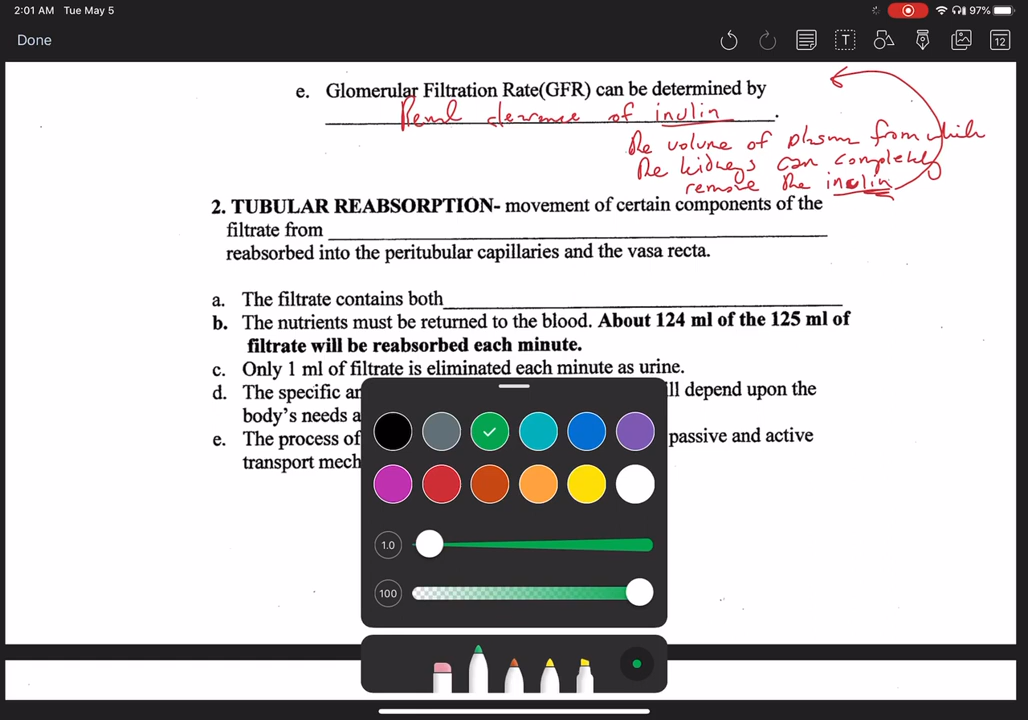 2:01 AM Tue May 5
97%
Done
T
12
e. Glomerular Filtration Rate(GFR) can be determined by
Renal clearance of inulin.
The volume of plasma from which
the kidneys can completely
remove the inulin
2. TUBULAR REABSORPTION- movement of certain components of the
filtrate from
reabsorbed into the peritubular capillaries and the vasa recta.
a. The filtrate contains both
b. The nutrients must be returned to the blood. About 124 ml of the 125 ml of
filtrate will be reabsorbed each minute.
c. Only 1 ml of filtrate is eliminated each minute as urine.
d. The specific ll depend upon the
body's needs
e. The process of passive and active
transport
1.0
100